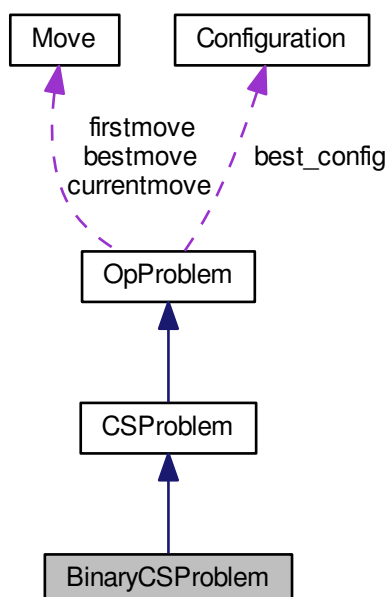 Move
Configuration
firstmove
bestmove
currentmove
best_config
OpProblem
CSProblem
BinaryCSProblem